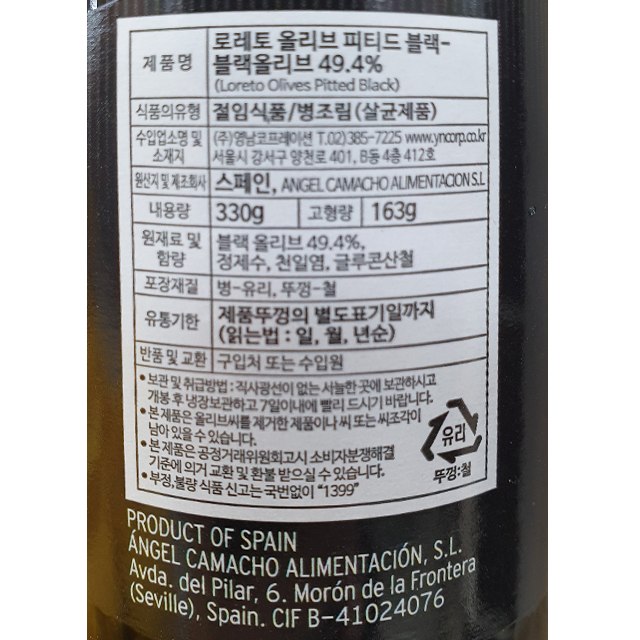 제품명
로레토 올리브 피티드 블랙-
블랙올리브 49.4%
(Loreto Olives Pitted Black)
식품의유형
절임식품/병조림(살균제품)
수입업소명 및
소재지
(주)영남코프레이션 T.02)385-7225 www.yncorp.co.kr
서울시 강서구 양천로 401, B동 4층 412호
원산지 및 제조회사
스페인, ANGEL CAMACHO ALIMENTACION S.L
내용량
330g
고형량
163g
원재료 및
함량
블랙 올리브 49.4%,
정제수, 천일염, 글루콘산철
포장재질
병-유리, 뚜껑-철
유통기한
제품뚜껑의 별도표기일까지
(읽는법 : 일, 월, 년순)
반품 및 교환
구입처 또는 수입원
• 보관 및 취급방법 : 직사광선이 없는 서늘한 곳에 보관하시고
개봉 후 냉장보관하고 7일이내에 빨리 드시기 바랍니다.
• 본 제품은 올리브씨를 제거한 제품이나 씨 또는 씨조각이
남아 있을 수 있습니다.
• 본 제품은 공정거래위원회고시 소비자분쟁해결
기준에 의거 교환 및 환불 받으실 수 있습니다.
• 부정,불량 식품 신고는 국번없이 "1399"
유리
뚜껑:철
PRODUCT OF SPAIN
ÁNGEL CAMACHO ALIMENTACIÓN, S.L.
Avda. del Pilar, 6. Morón de la Frontera
(Seville), Spain. CIF B-41024076